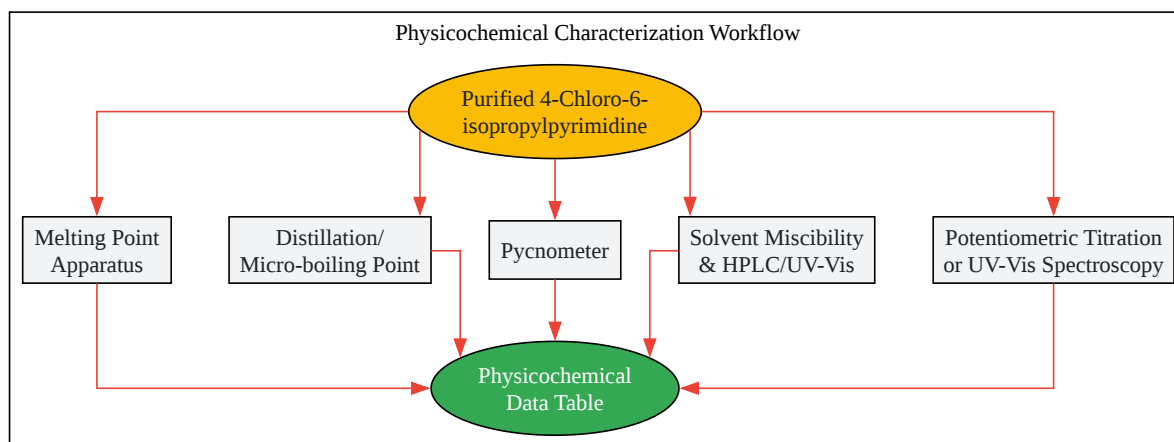 Physicochemical Characterization Workflow
Purified 4-Chloro-6-
isopropylpyrimidine
Melting Point
Apparatus
Distillation/
Micro-boiling Point
Pycnometer
Solvent Miscibility
& HPLC/UV-Vis
Potentiometric Titration
or UV-Vis Spectroscopy
Physicochemical
Data Table